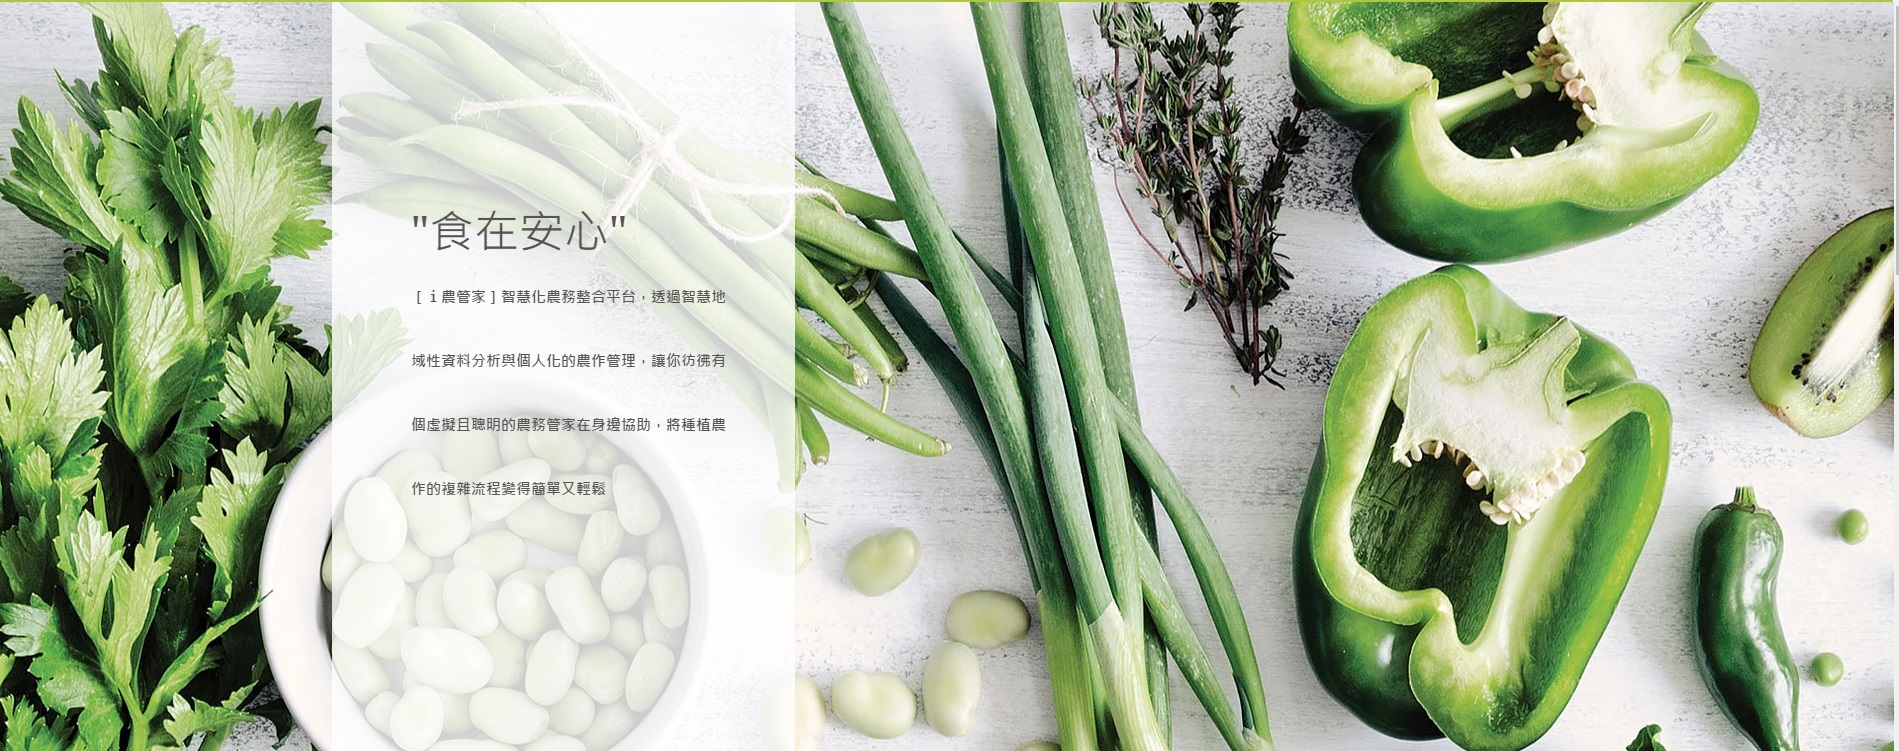 "食在安心"
［ｉ農管家］智慧化農務整合平台，透過智慧地
域性資料分析與個人化的農作管理，讓你彷彿有
個虛擬且聰明的農務管家在身邊協助，將種植農
作的複雜流程變得簡單又輕鬆